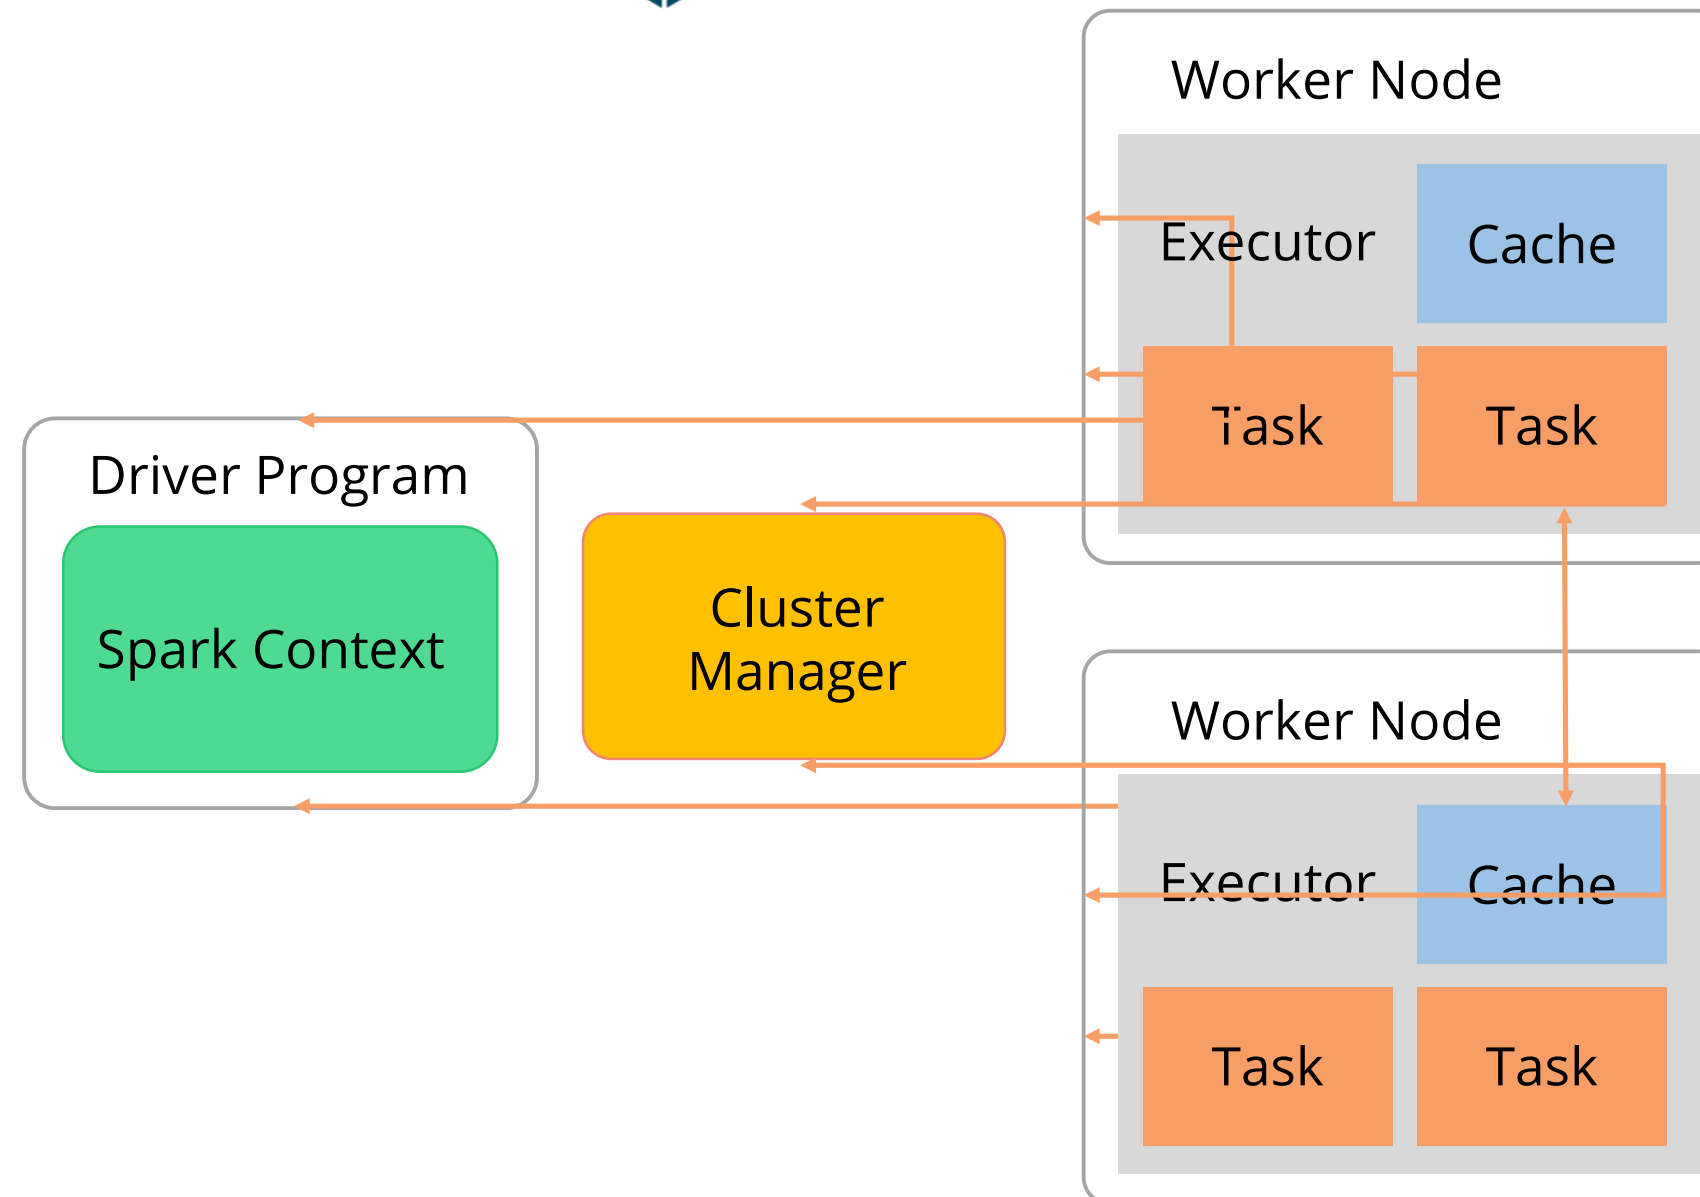 Worker Node
Executor
Cache
Task
Task
Driver Program
Spark Context
Cluster
Manager
Worker Node
Executor
Cache
Task
Task